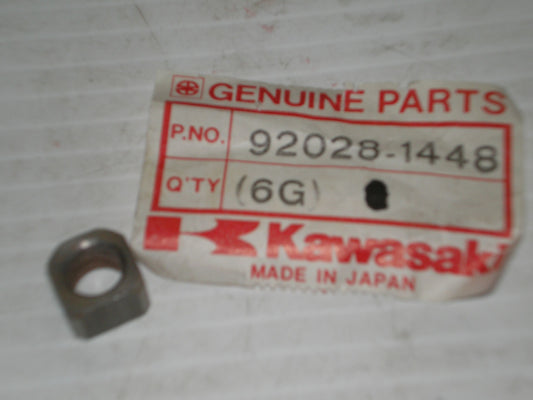 GENUINE PARTS
P.NO. 92028-1448
Q'TY (6G)
Kawasaki
MADE IN JAPAN